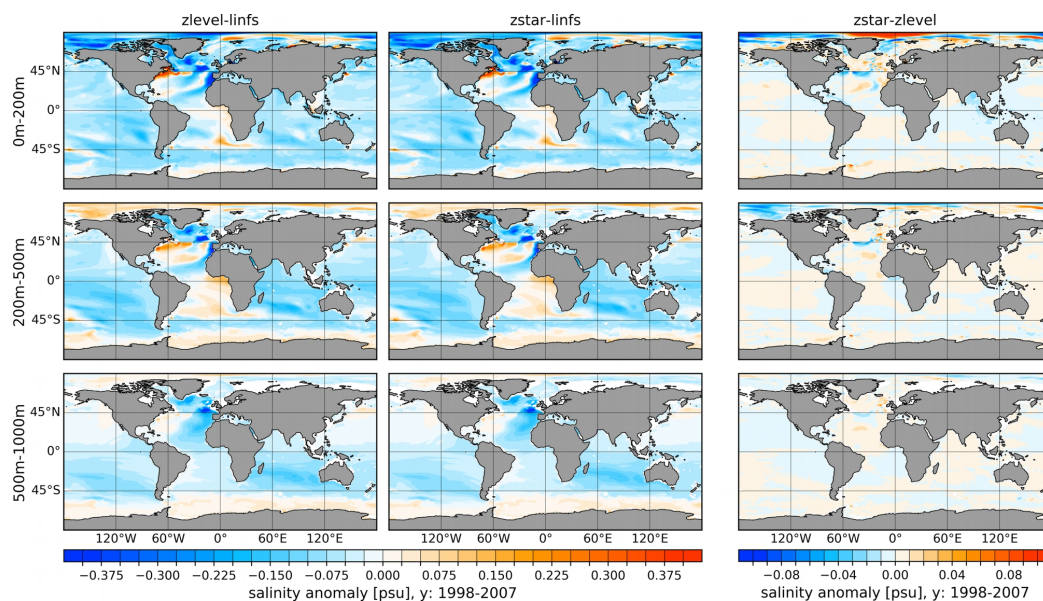 zlevel-linfs zstar-linfs zstar-zlevel
0m-200m
45°N
0°
45°S
200m-500m
45°N
0°
45°S
500m-1000m
45°N
0°
45°S
120°W 60°W 0° 60°E 120°E 120°W 60°W 0° 60°E 120°E 120°W 60°W 0° 60°E 120°E
−0.375 −0.300 −0.225 −0.150 −0.075 0.000 0.075 0.150 0.225 0.300 0.375 −0.08 −0.04 0.00 0.04 0.08
salinity anomaly [psu], y: 1998-2007 salinity anomaly [psu], y: 1998-2007